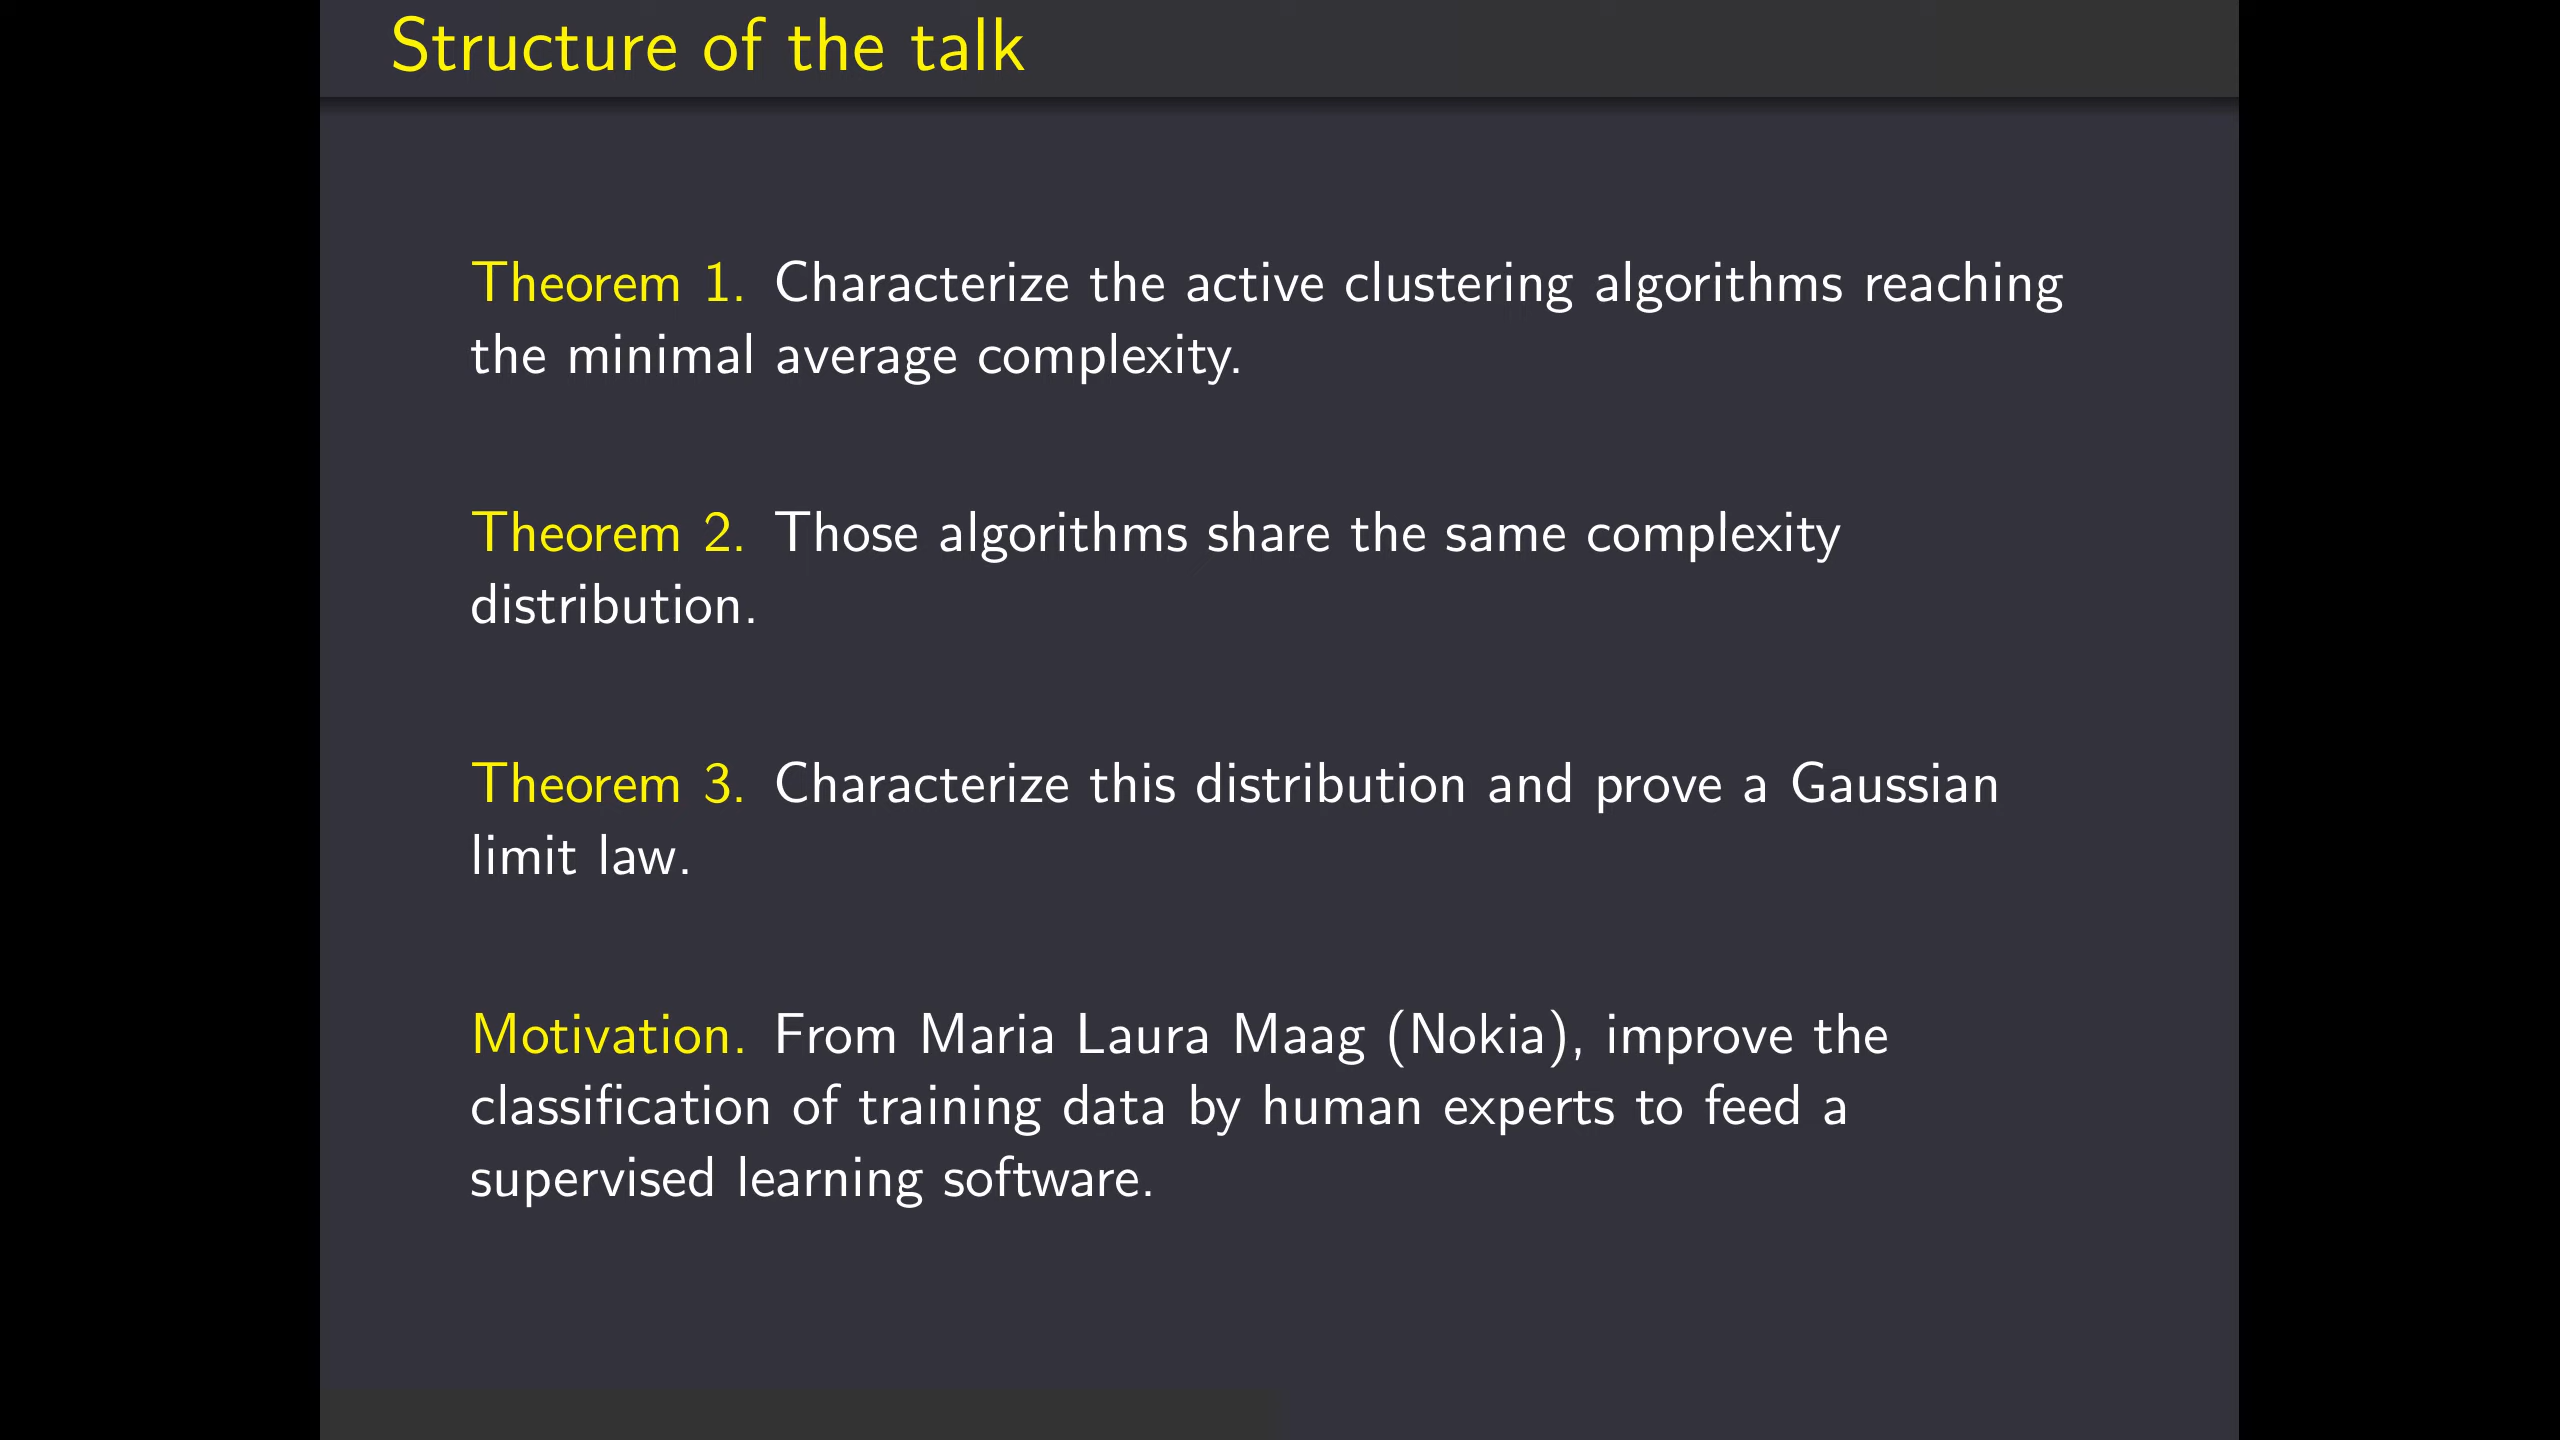 Structure of the talk
Theorem 1. Characterize the active clustering algorithms reaching
the minimal average complexity.
Theorem 2. Those algorithms share the same complexity
distribution.
Theorem 3. Characterize this distribution and prove a Gaussian
limit law.
Motivation. From Maria Laura Maag (Nokia), improve the
classification of training data by human experts to feed a
supervised learning software.